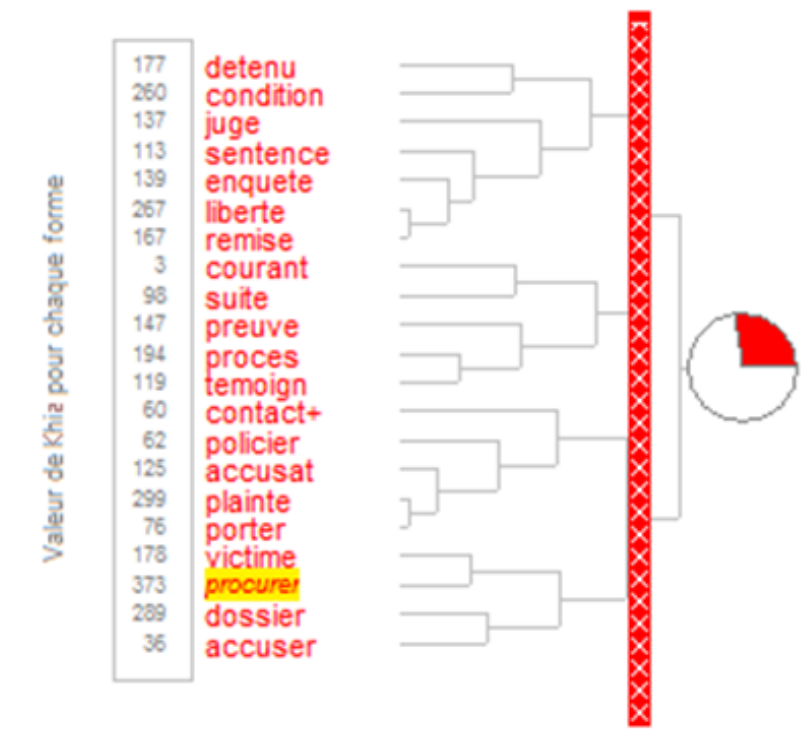 Valeur de Khi2 pour chaque forme
177 detenu
260 condition
137 juge
113 sentence
139 enquete
267 liberte
167 remise
3 courant
98 suite
147 preuve
194 proces
119 temoign
60 contact+
62 policier
125 accusat
299 plainte
76 porter
178 victime
373 procurer
289 dossier
36 accuser